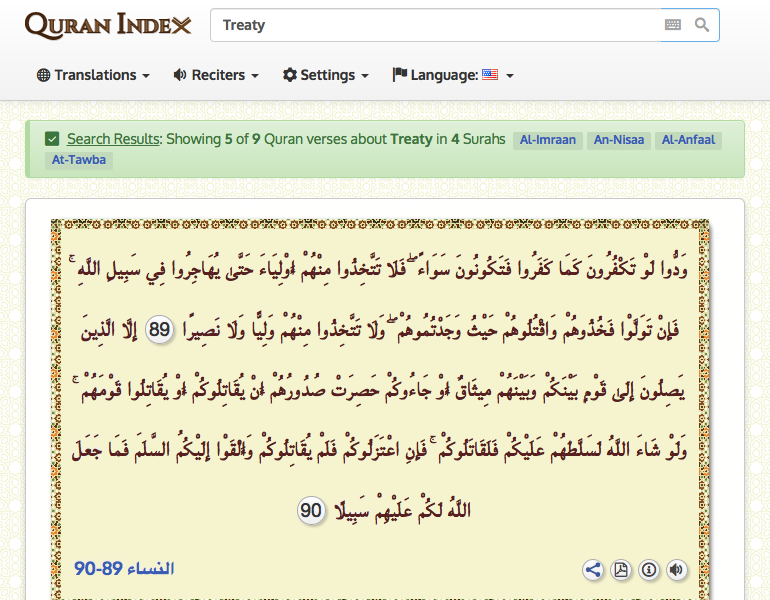 QURAN INDEX
Treaty
Translations
Reciters
Settings
Language:
Search Results: Showing 5 of 9 Quran verses about Treaty in 4 Surahs Al-Imraan An-Nisaa Al-Anfaal
At-Tawba
وَدُّوا لَوْ تَكْفُرُونَ كَمَا كَفَرُوا فَتَكُونُونَ سَوَاءً ۖ فَلَا تَتَّخِذُوا مِنْهُمْ أَوْلِيَاءَ حَتَّىٰ يُهَاجِرُوا فِي سَبِيلِ اللَّهِ ۚ
فَإِنْ تَوَلَّوْا فَخُذُوهُمْ وَاقْتُلُوهُمْ حَيْثُ وَجَدْتُمُوهُمْ ۖ وَلَا تَتَّخِذُوا مِنْهُمْ وَلِيًّا وَلَا نَصِيرًا 89 إِلَّا الَّذِينَ
يَصِلُونَ إِلَىٰ قَوْمٍ بَيْنَكُمْ وَبَيْنَهُمْ مِيثَاقٌ أَوْ جَاءُوكُمْ حَصِرَتْ صُدُورُهُمْ أَنْ يُقَاتِلُوكُمْ أَوْ يُقَاتِلُوا قَوْمَهُمْ ۚ
وَلَوْ شَاءَ اللَّهُ لَسَلَّطَهُمْ عَلَيْكُمْ فَلَقَاتَلُوكُمْ ۚ فَإِنِ اعْتَزَلُوكُمْ فَلَمْ يُقَاتِلُوكُمْ وَأَلْقَوْا إِلَيْكُمُ السَّلَمَ فَمَا جَعَلَ
اللَّهُ لَكُمْ عَلَيْهِمْ سَبِيلًا 90
النساء 89-90